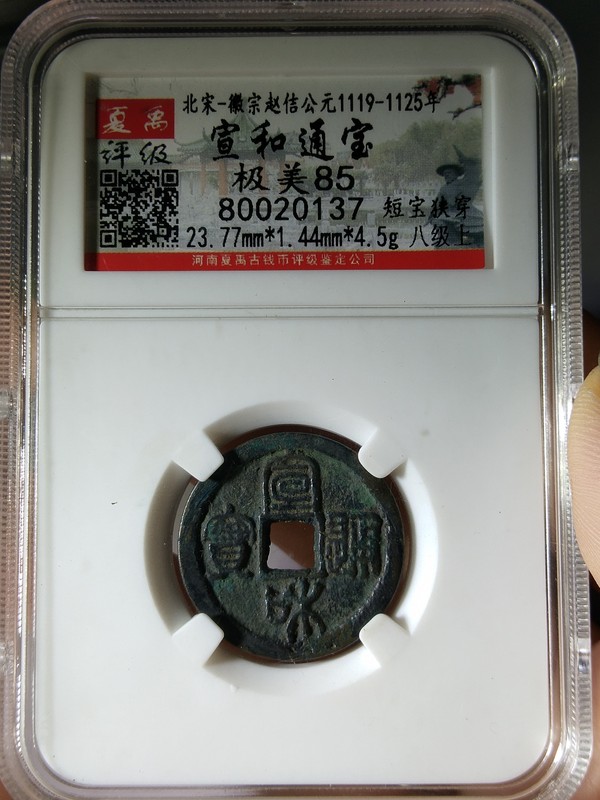 夏禹
评级
北宋-徽宗赵佶公元1119-1125年
宣和通宝
极美85
80020137 短宝狭穿
23.77mm*1.44mm*4.5g 八级上
河南夏禹古钱币评级鉴定公司
宣和通寶